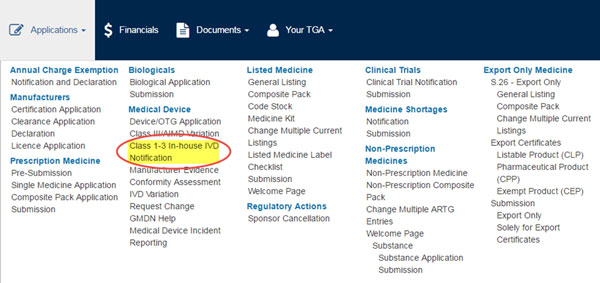 Applications
Financials
Documents
Your TGA
Annual Charge Exemption
Notification and Declaration
Manufacturers
Certification Application
Clearance Application
Declaration
Licence Application
Prescription Medicine
Pre-Submission
Single Medicine Application
Composite Pack Application
Submission
Biologicals
Biological Application
Submission
Medical Device
Device/OTG Application
Class III/AIMD Variation
Class 1-3 In-house IVD
Notification
Manufacturer Evidence
Conformity Assessment
IVD Variation
Request Change
GMDN Help
Medical Device Incident
Reporting
Listed Medicine
General Listing
Composite Pack
Code Stock
Medicine Kit
Change Multiple Current
Listings
Listed Medicine Label
Checklist
Submission
Welcome Page
Regulatory Actions
Sponsor Cancellation
Clinical Trials
Clinical Trial Notification
Submission
Medicine Shortages
Notification
Submission
Non-Prescription
Medicines
Non-Prescription Medicine
Non-Prescription Composite
Pack
Change Multiple ARTG
Entries
Welcome Page
Substance
Substance Application
Submission
Export Only Medicine
S.26 - Export Only
General Listing
Composite Pack
Change Multiple Current
Listings
Export Certificates
Listable Product (CLP)
Pharmaceutical Product
(CPP)
Exempt Product (CEP)
Submission
Export Only
Solely for Export
Certificates